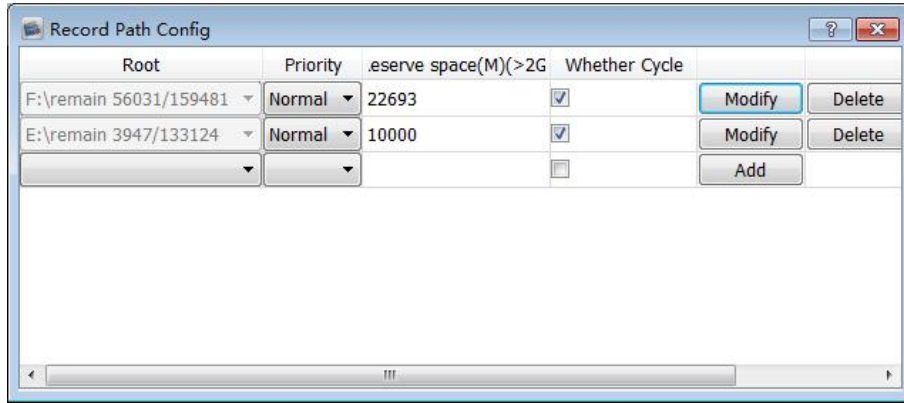 Record Path Config
Root Priority .eserve space(M)(>2G Whether Cycle
F:\remain 56031/159481 Normal 22693 Modify Delete
E:\remain 3947/133124 Normal 10000 Modify Delete
Add